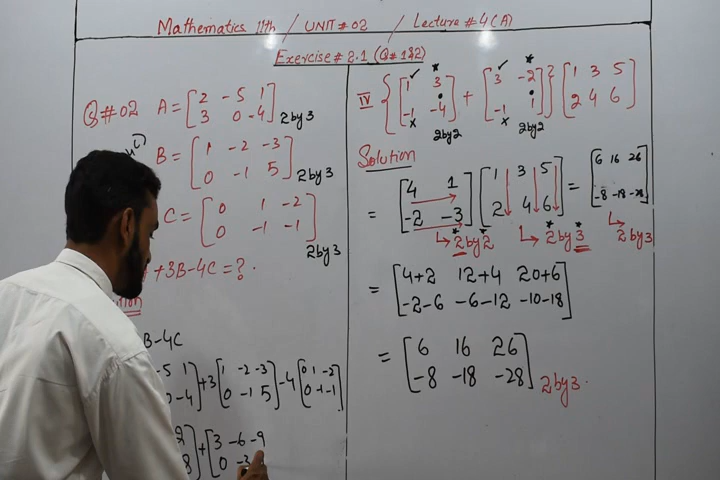 Mathematics 11th / UNIT # 02 / Lecture # 4 (A)
Exercise # 2.1 (Q# 1&2)
Q # 02 A = [2 -5 1
3 0 -4] 2 by 3
B = [1 -2 -3
0 -1 5] 2 by 3
C = [0 1 -2
0 -1 -1] 2 by 3
+3B-4C = ?
B-4C
-5 1] +3 [1 -2 -3] -4 [0 1 -2]
0 -4] [0 -1 5] [0 -1 -1]
] + [3 -6 -9
8] [0 -3
IV { [1 ✓ 3 *
-1 × -4] + [3 ✓ -2 *
-1 × 1] } [1 3 5
2 4 6]
2 by 2 2 by 2
Solution
= [4 1
-2 -3] [1 3 5
2 4 6] = [6 16 26
-8 -18 -28]
↳ 2 by 2 ↳ 2 by 3 ↳ 2 by 3
= [4+2 12+4 20+6
-2-6 -6-12 -10-18]
= [6 16 26
-8 -18 -28] 2 by 3.